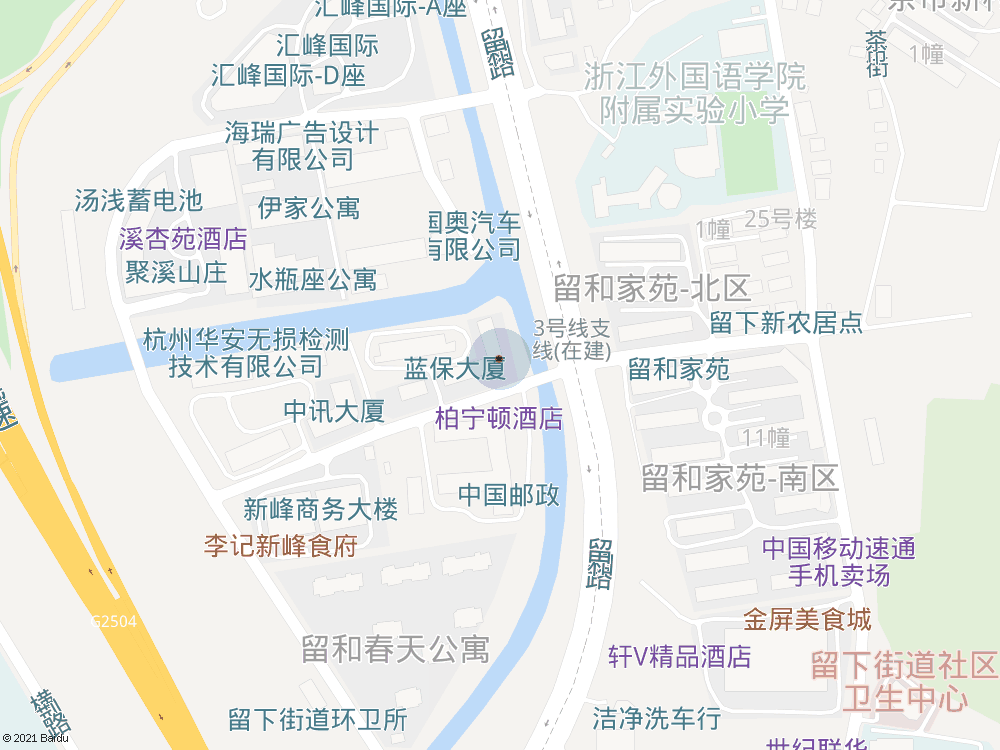 汇峰国际-A座
汇峰国际
汇峰国际-D座
茶市街
1幢
浙江外国语学院
附属实验小学
海瑞广告设计
有限公司
汤浅蓄电池
伊家公寓
国奥汽车
有限公司
溪杏苑酒店
聚溪山庄
水瓶座公寓
1幢
25号楼
留和家苑-北区
3号线支
线(在建)
留下新农居点
杭州华安无损检测
技术有限公司
蓝保大厦
留和家苑
中讯大厦
柏宁顿酒店
11幢
留和家苑-南区
中国邮政
新峰商务大楼
李记新峰食府
中国移动速通
手机卖场
G2504
金屏美食城
留和春天公寓
轩V精品酒店
留下街道社区
卫生中心
留下街道环卫所
洁净洗车行
世纪联华
© 2021 Baidu